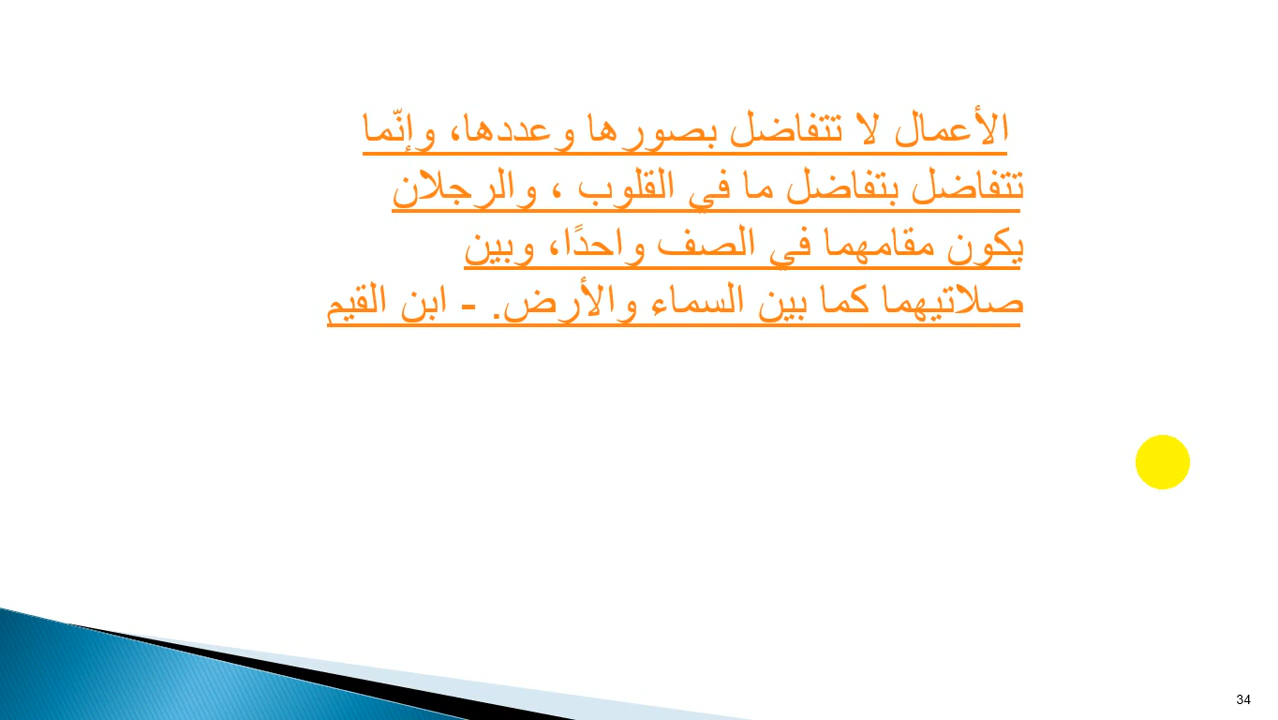 الأعمال لا تتفاضل بصورها وعددها، وإنّما
تتفاضل بتفاضل ما في القلوب ، والرجلان
يكون مقامهما في الصف واحدًا، وبين
صلاتيهما كما بين السماء والأرض. - ابن القيم
34